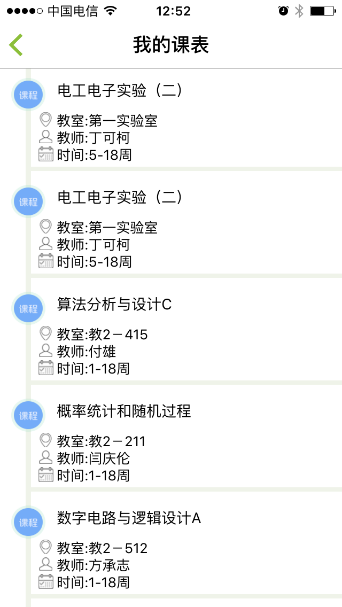 中国电信 12:52
我的课表
课程 电工电子实验（二）
教室:第一实验室
教师:丁可柯
时间:5-18周
课程 电工电子实验（二）
教室:第一实验室
教师:丁可柯
时间:5-18周
课程 算法分析与设计C
教室:教2－415
教师:付雄
时间:1-18周
课程 概率统计和随机过程
教室:教2－211
教师:闫庆伦
时间:1-18周
课程 数字电路与逻辑设计A
教室:教2－512
教师:方承志
时间:1-18周